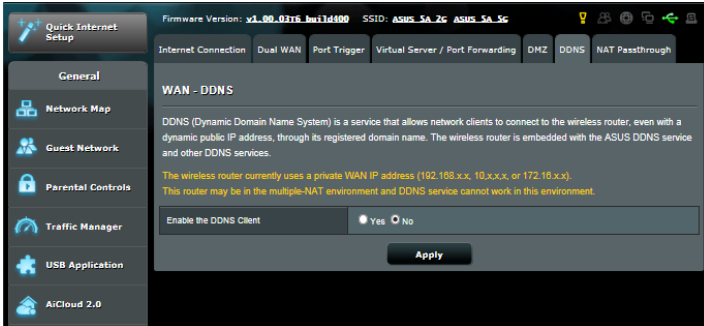 Quick Internet
Setup
General
Network Map
Guest Network
Parental Controls
Traffic Manager
USB Application
AiCloud 2.0
Firmware Version: v1.00.03T6 build400 SSID: ASUS_5A_2G ASUS_5A_5G
Internet Connection Dual WAN Port Trigger Virtual Server / Port Forwarding DMZ DDNS NAT Passthrough
WAN - DDNS
DDNS (Dynamic Domain Name System) is a service that allows network clients to connect to the wireless router, even with a
dynamic public IP address, through its registered domain name. The wireless router is embedded with the ASUS DDNS service
and other DDNS services.
The wireless router currently uses a private WAN IP address (192.168.x.x, 10,x,x,x, or 172.16.x.x).
This router may be in the multiple-NAT environment and DDNS service cannot work in this environment.
Enable the DDNS Client Yes No
Apply